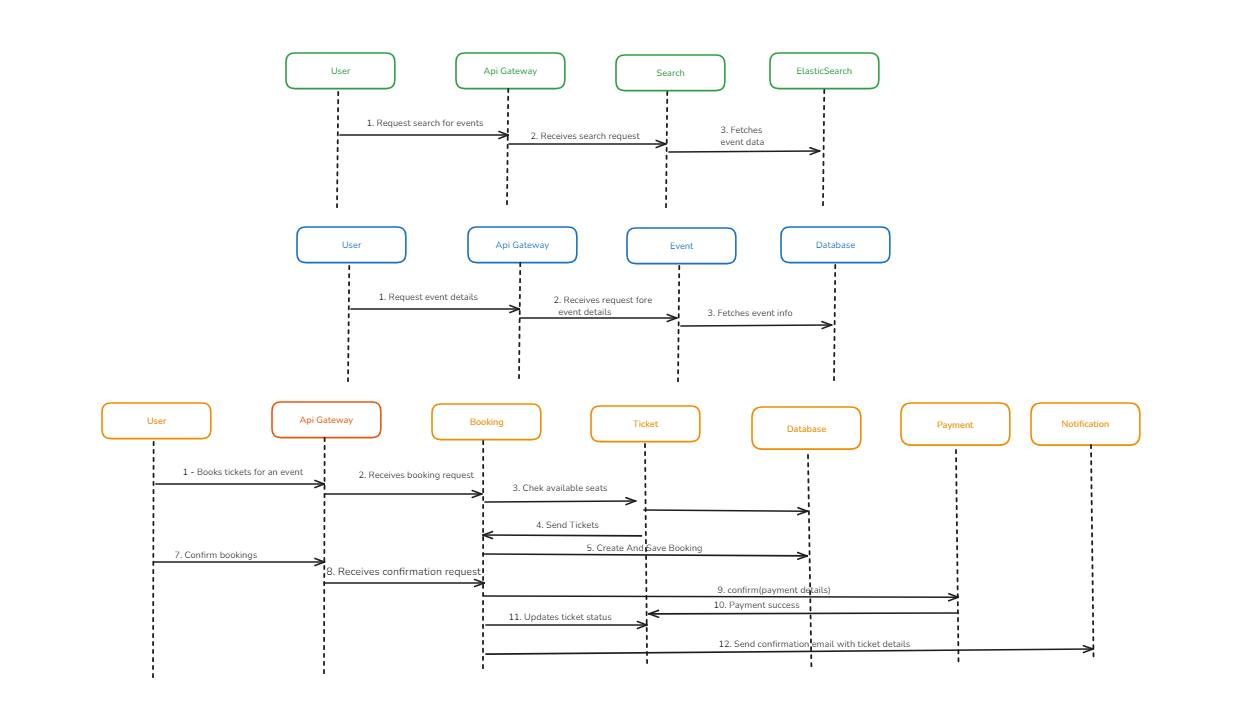 User
Api Gateway
Search
ElasticSearch
1. Request search for events
2. Receives search request
3. Fetches
event data
User
Api Gateway
Event
Database
1. Request event details
2. Receives request fore
event details
3. Fetches event info
User
Api Gateway
Booking
Ticket
Database
Payment
Notification
1 - Books tickets for an event
2. Receives booking request
3. Chek available seats
4. Send Tickets
5. Create And Save Booking
7. Confirm bookings
8. Receives confirmation request
9. confirm(payment details)
10. Payment success
11. Updates ticket status
12. Send confirmation email with ticket details